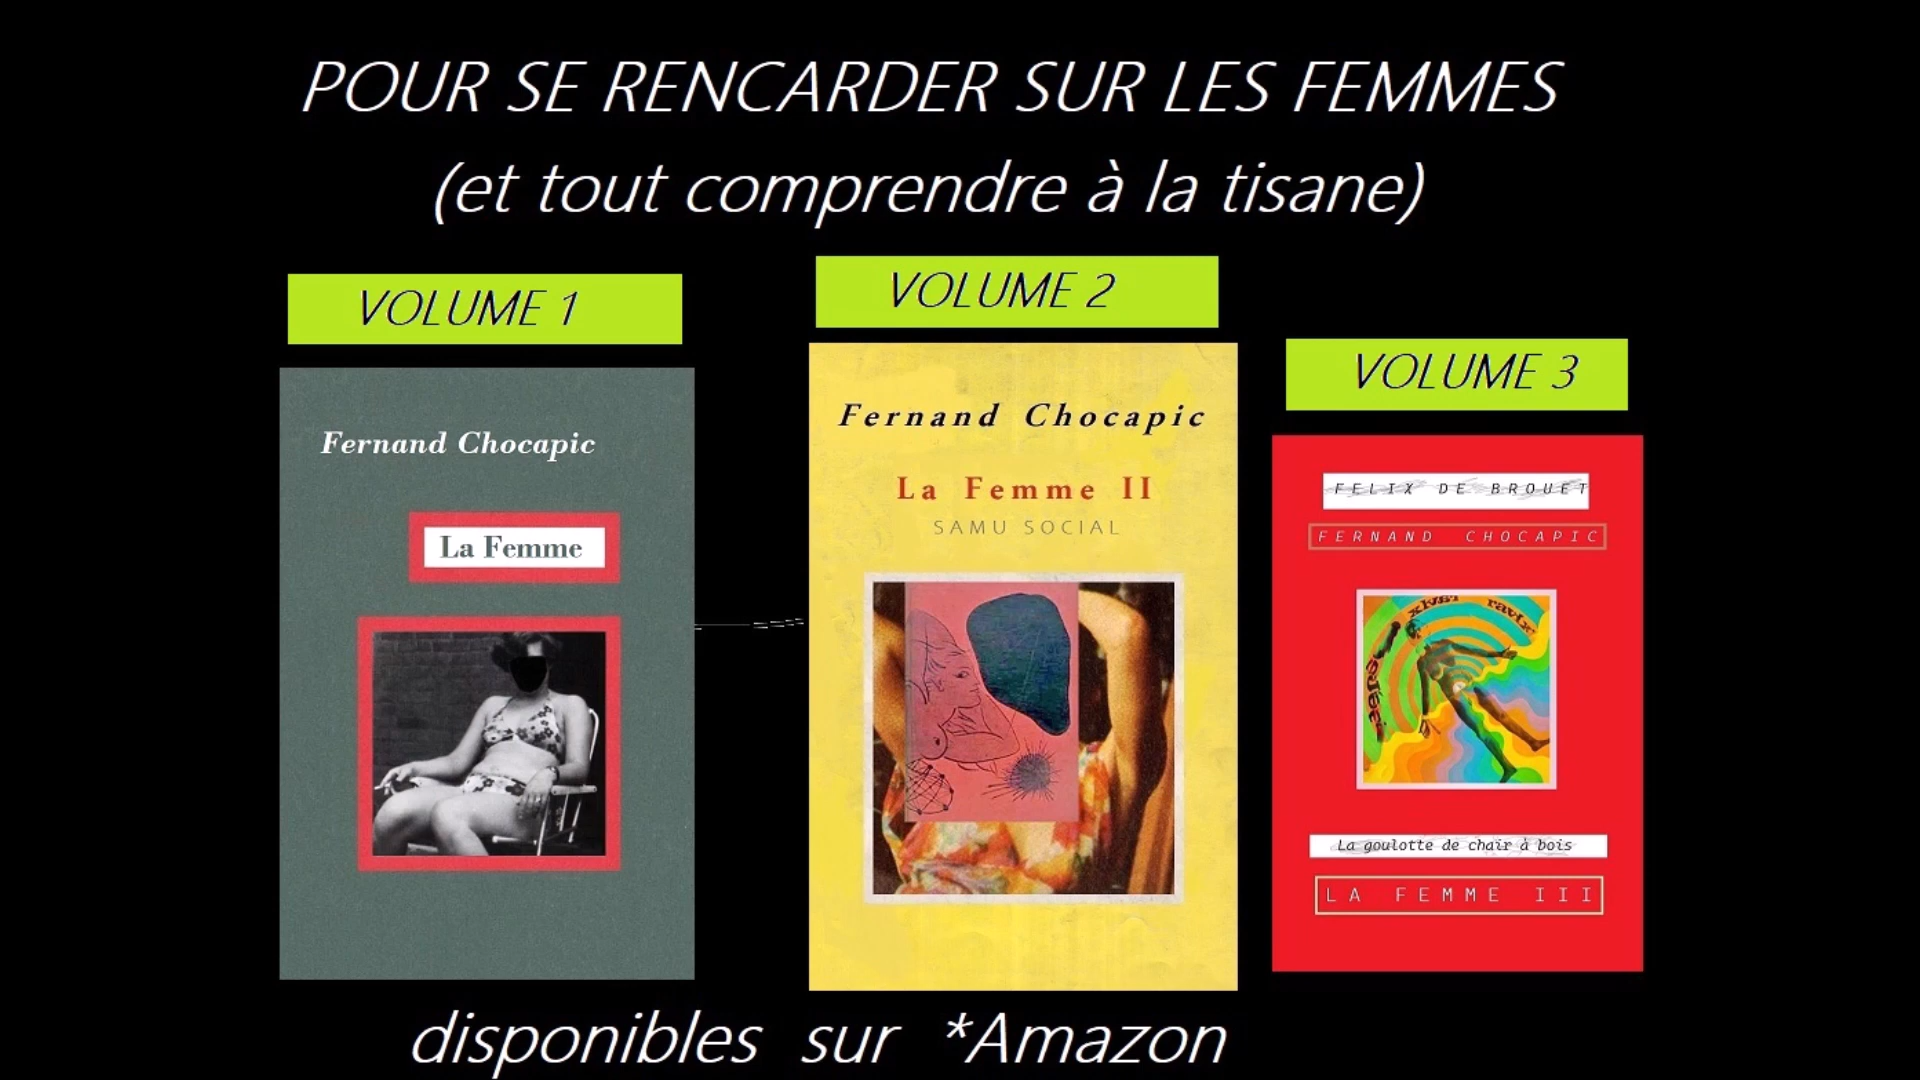 POUR SE RENCARDER SUR LES FEMMES
(et tout comprendre à la tisane)
VOLUME 1
VOLUME 2
VOLUME 3
Fernand Chocapic
La Femme
Fernand Chocapic
La Femme II
SAMU SOCIAL
FELIX DE BROUET
FERNAND CHOCAPIC
La goulotte de chair à bois
LA FEMME III
disponibles sur *Amazon